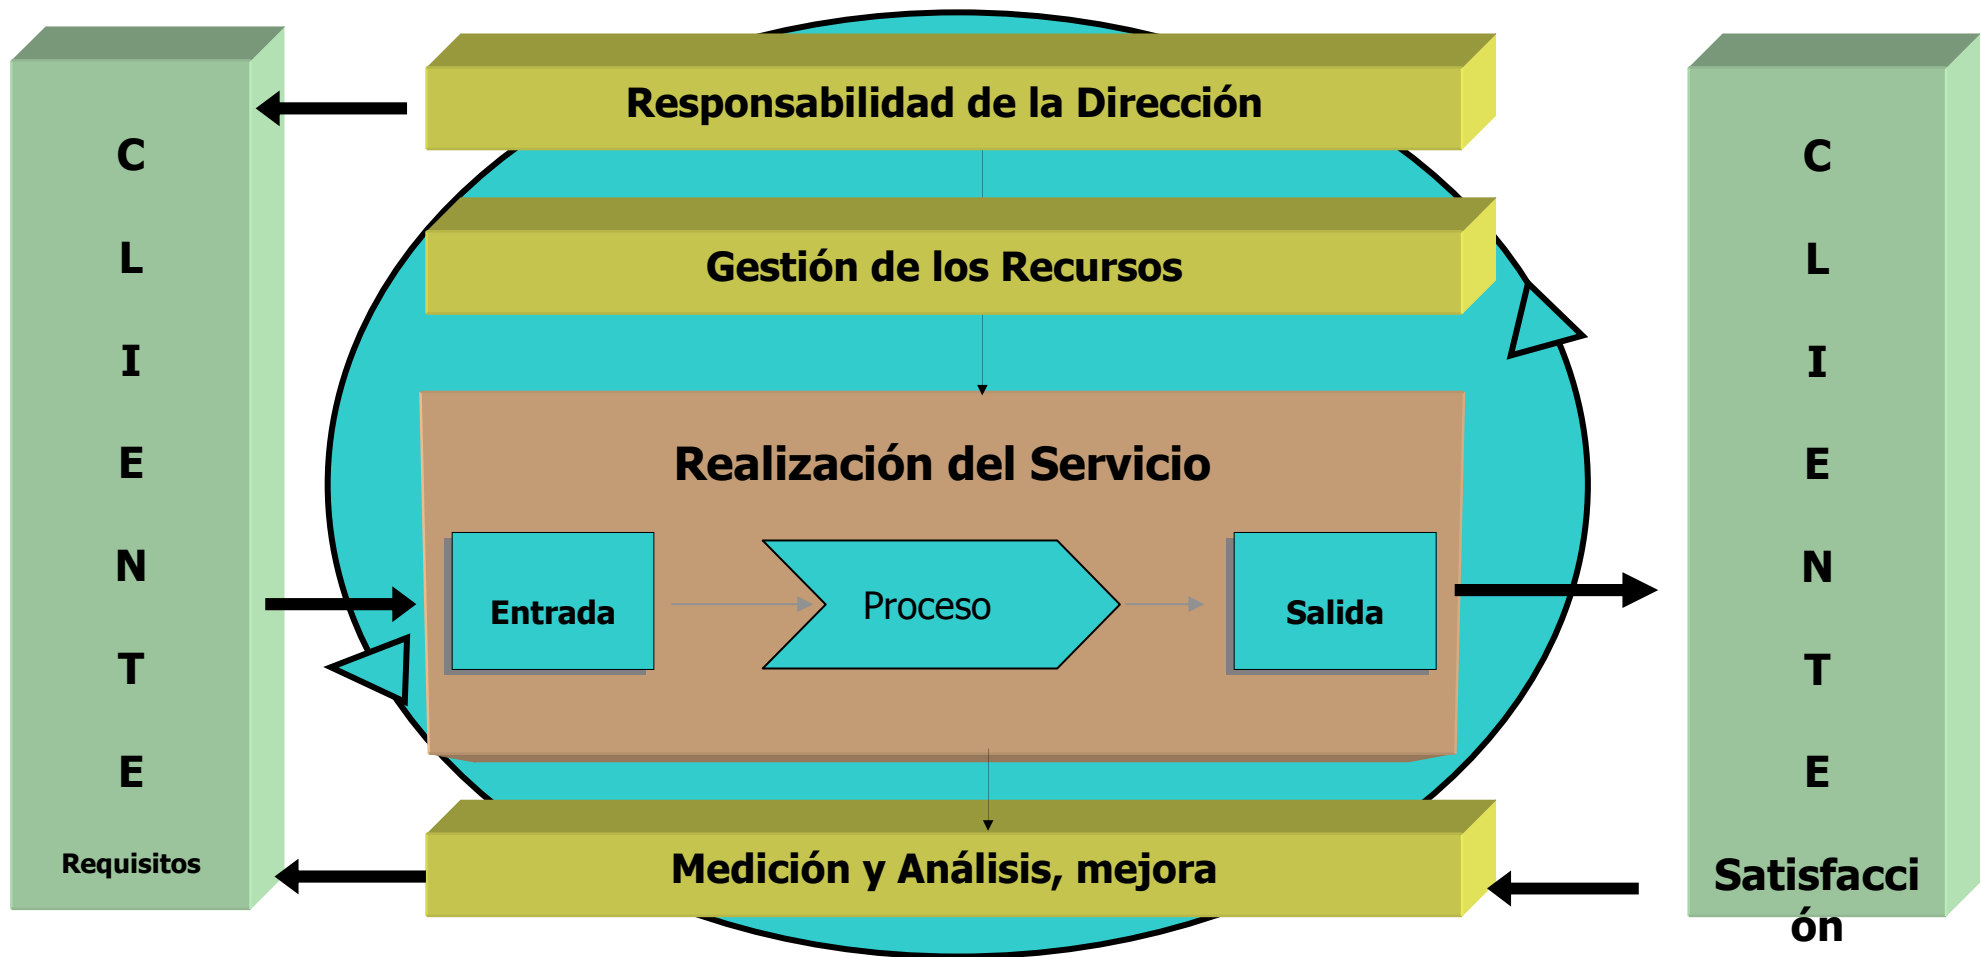 C
L
I
E
N
T
E
Requisitos
Responsabilidad de la Dirección
Gestión de los Recursos
Realización del Servicio
Entrada
Proceso
Salida
Medición y Análisis, mejora
C
L
I
E
N
T
E
Satisfacci
ón